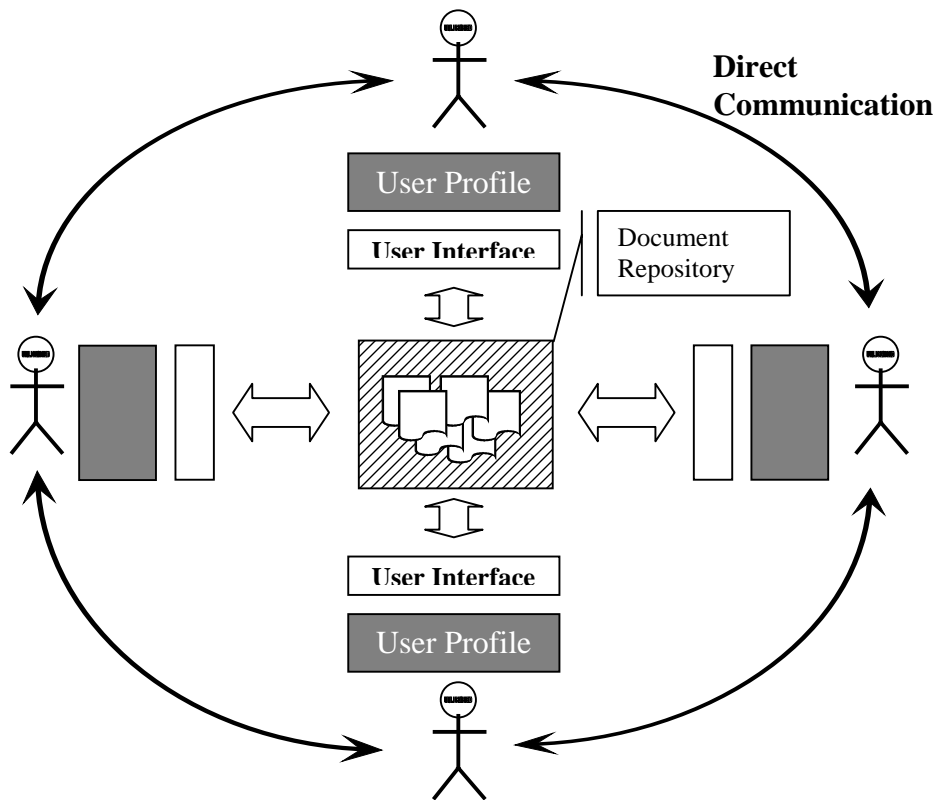 Direct
Communication
User Profile
User Interface
Document
Repository
User Interface
User Profile